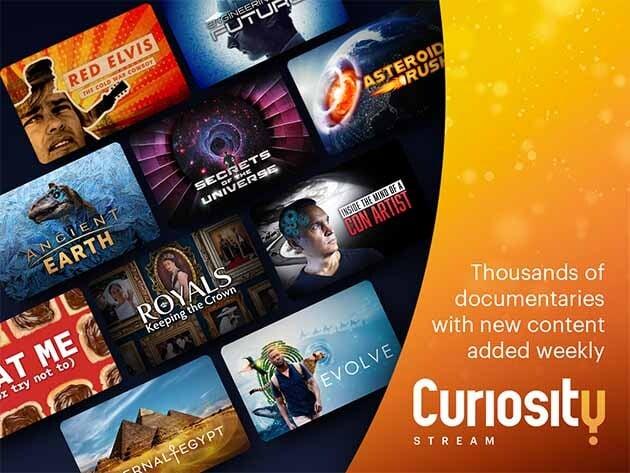 ENGINEERING
FUTURE
RED ELVIS
THE COLD WAR COWBOY
ASTEROID
RUSH
SECRETS
OF THE
UNIVERSE
INSIDE THE MIND OF A
CON ARTIST
ANCIENT
EARTH
ROYALS
Keeping the Crown
AT ME
or try not to)
EVOLVE
ERNAL EGYPT
Thousands of
documentaries
with new content
added weekly
Curiosity
STREAM